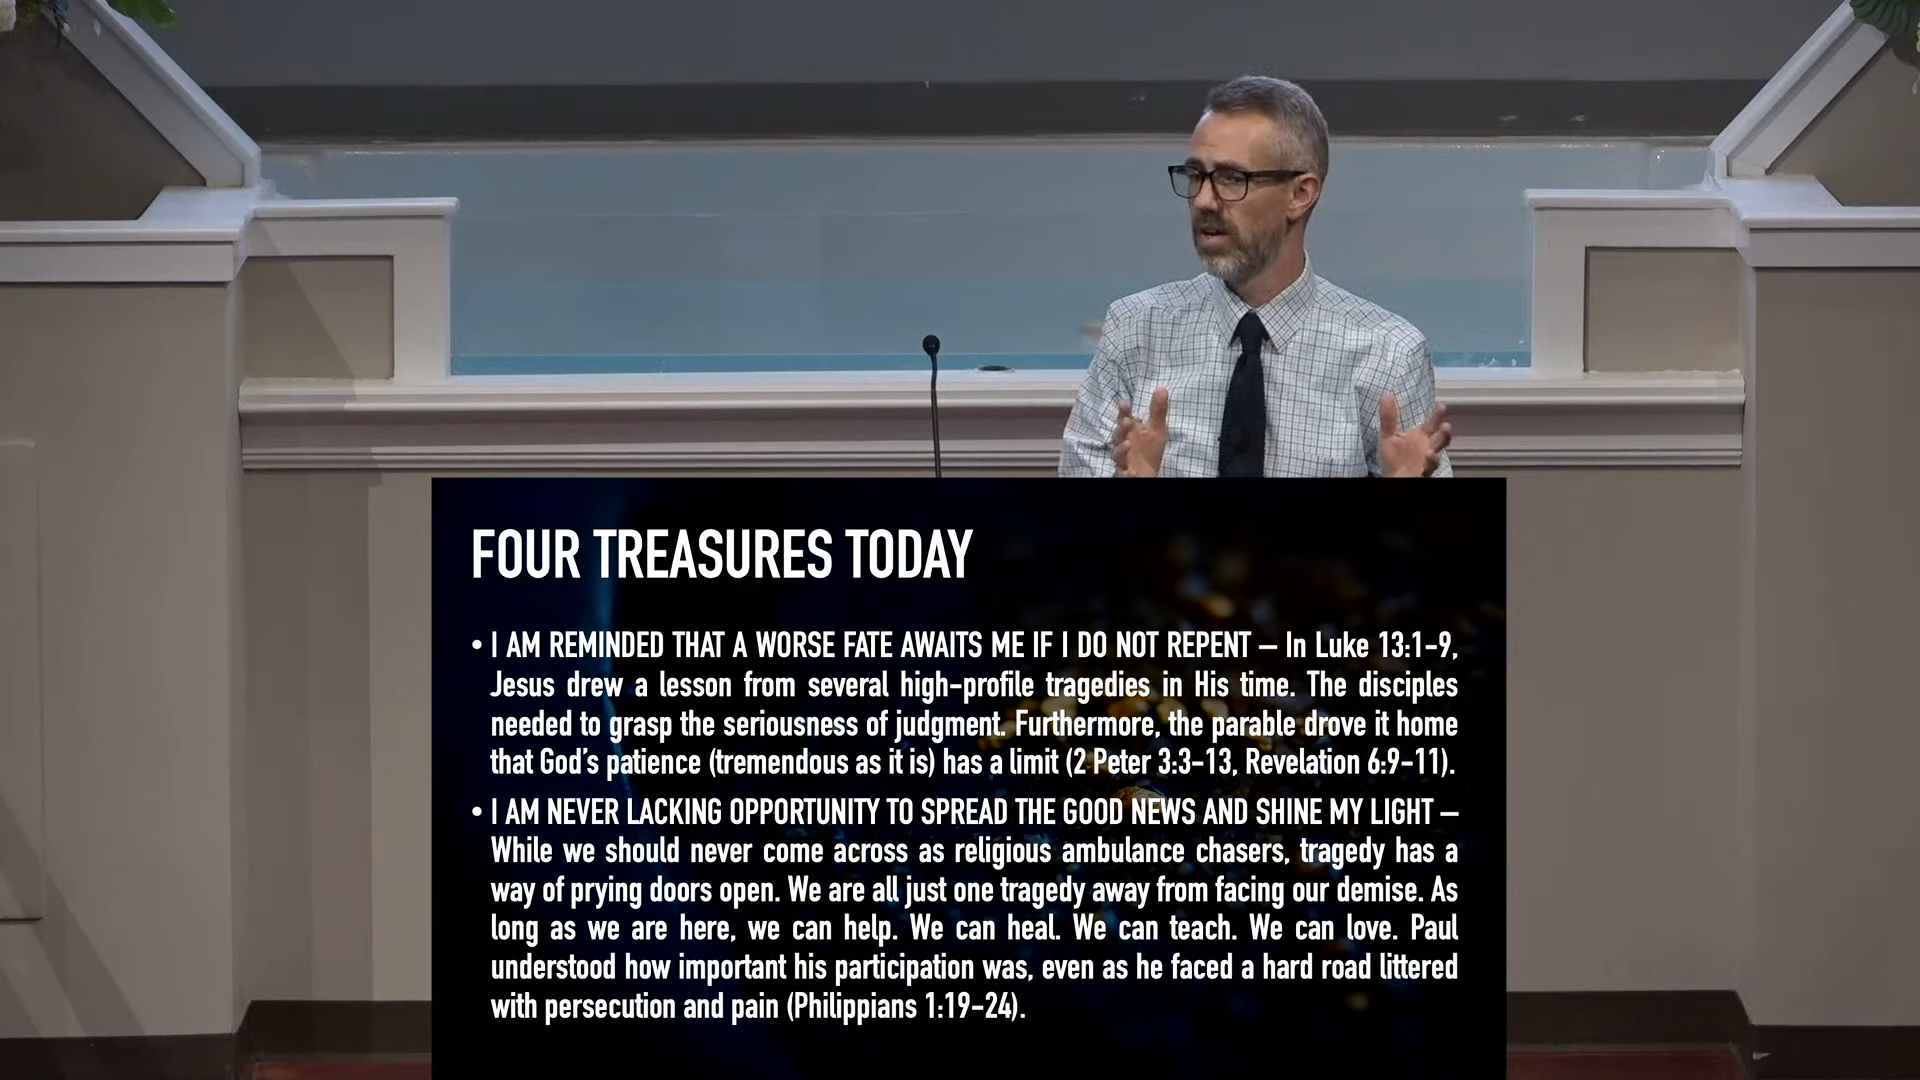 FOUR TREASURES TODAY
• I AM REMINDED THAT A WORSE FATE AWAITS ME IF I DO NOT REPENT – In Luke 13:1-9,
Jesus drew a lesson from several high-profile tragedies in His time. The disciples
needed to grasp the seriousness of judgment. Furthermore, the parable drove it home
that God's patience (tremendous as it is) has a limit (2 Peter 3:3-13, Revelation 6:9-11).
• I AM NEVER LACKING OPPORTUNITY TO SPREAD THE GOOD NEWS AND SHINE MY LIGHT –
While we should never come across as religious ambulance chasers, tragedy has a
way of prying doors open. We are all just one tragedy away from facing our demise. As
long as we are here, we can help. We can heal. We can teach. We can love. Paul
understood how important his participation was, even as he faced a hard road littered
with persecution and pain (Philippians 1:19-24).